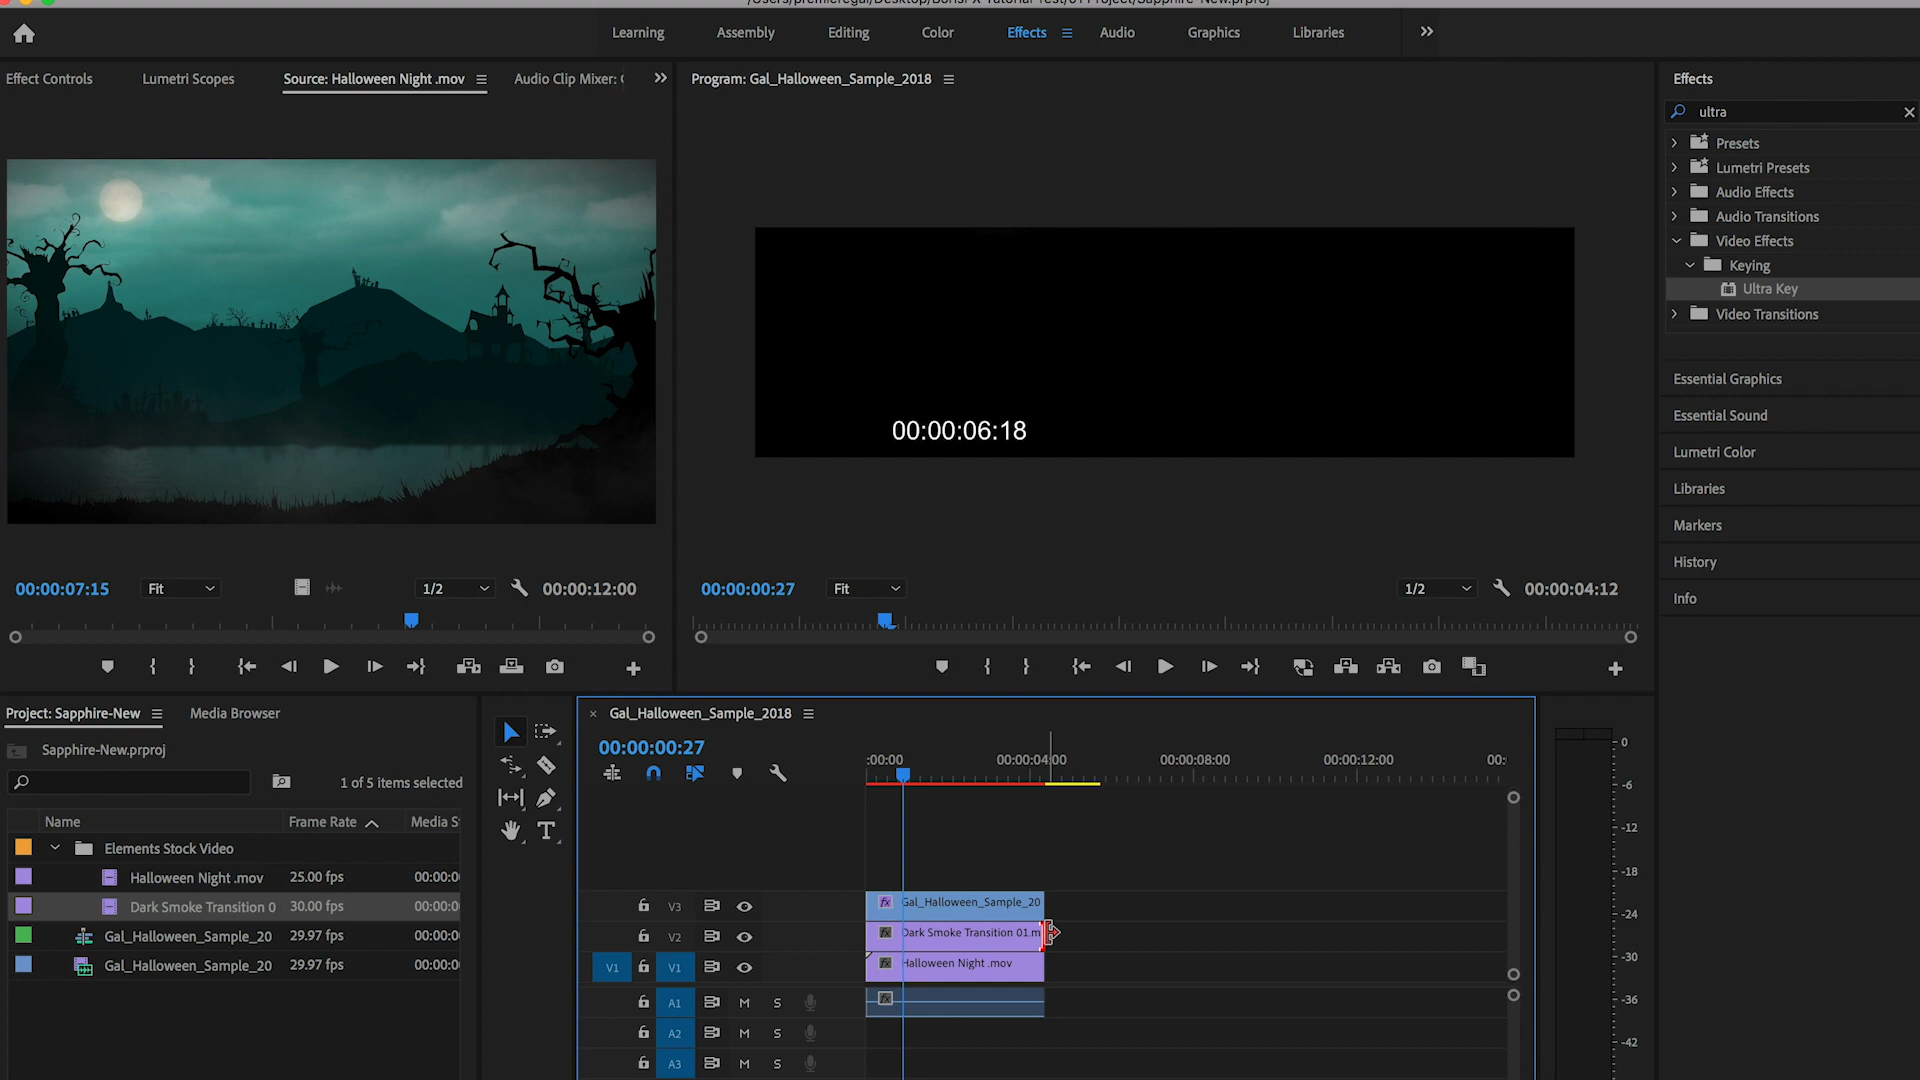 /Users/premieregal/Desktop/BorisFX Tutorial Test/01 Project/Sapphire-New.prproj
Learning Assembly Editing Color Effects Audio Graphics Libraries
Effect Controls Lumetri Scopes Source: Halloween Night .mov Audio Clip Mixer:
Program: Gal_Halloween_Sample_2018
Effects
ultra
Presets
Lumetri Presets
Audio Effects
Audio Transitions
Video Effects
Keying
Ultra Key
Video Transitions
Essential Graphics
Essential Sound
Lumetri Color
Libraries
Markers
History
Info
00:00:06:18
00:00:07:15 Fit 1/2 00:00:12:00
00:00:00:27 Fit 1/2 00:00:04:12
Project: Sapphire-New Media Browser
Sapphire-New.prproj
1 of 5 items selected
Name Frame Rate Media S
Elements Stock Video
Halloween Night .mov 25.00 fps 00:00:0
Dark Smoke Transition 0 30.00 fps 00:00:0
Gal_Halloween_Sample_20 29.97 fps 00:00:0
Gal_Halloween_Sample_20 29.97 fps 00:00:0
Gal_Halloween_Sample_2018
00:00:00:27
:00:00 00:00:04:00 00:00:08:00 00:00:12:00 00:
V3 fx Gal_Halloween_Sample_20
V2 fx Dark Smoke Transition 01.m
V1 V1 fx Halloween Night .mov
A1 M S fx
A2 M S
A3 M S
0
-6
-12
-18
-24
-30
-36
-42